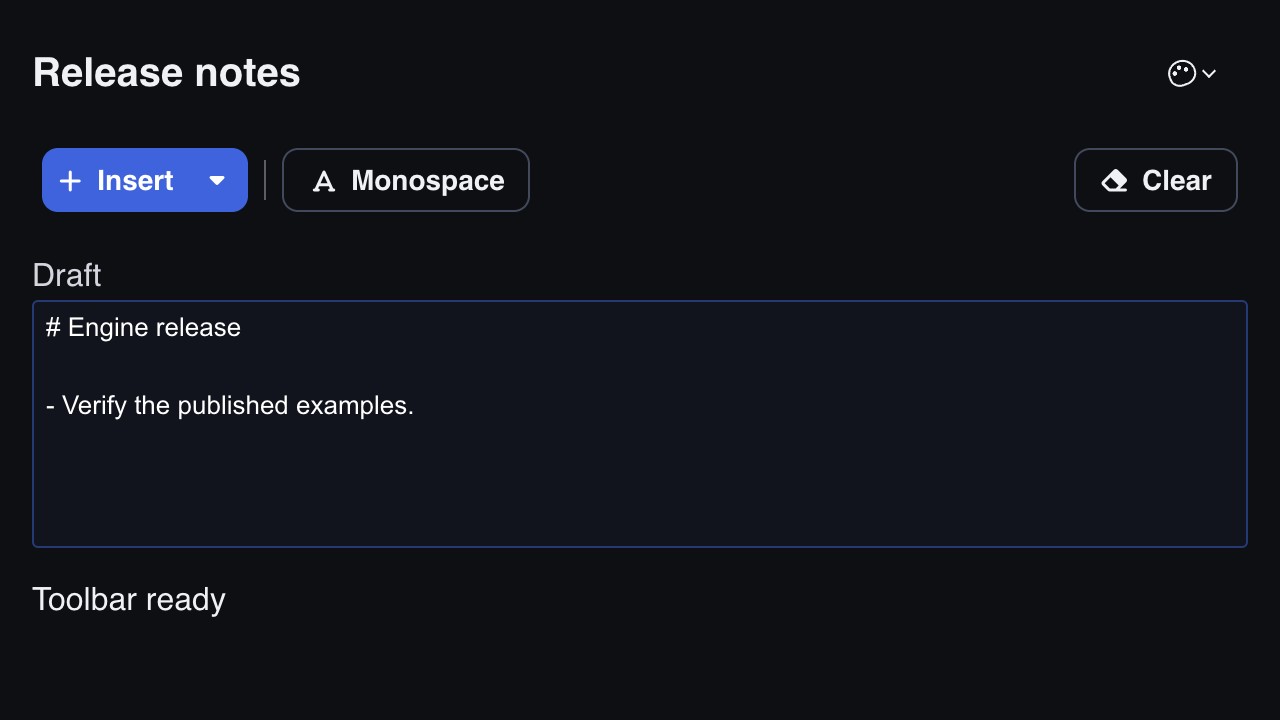 Release notes
Insert
Monospace
Clear
Draft
# Engine release
- Verify the published examples.
Toolbar ready